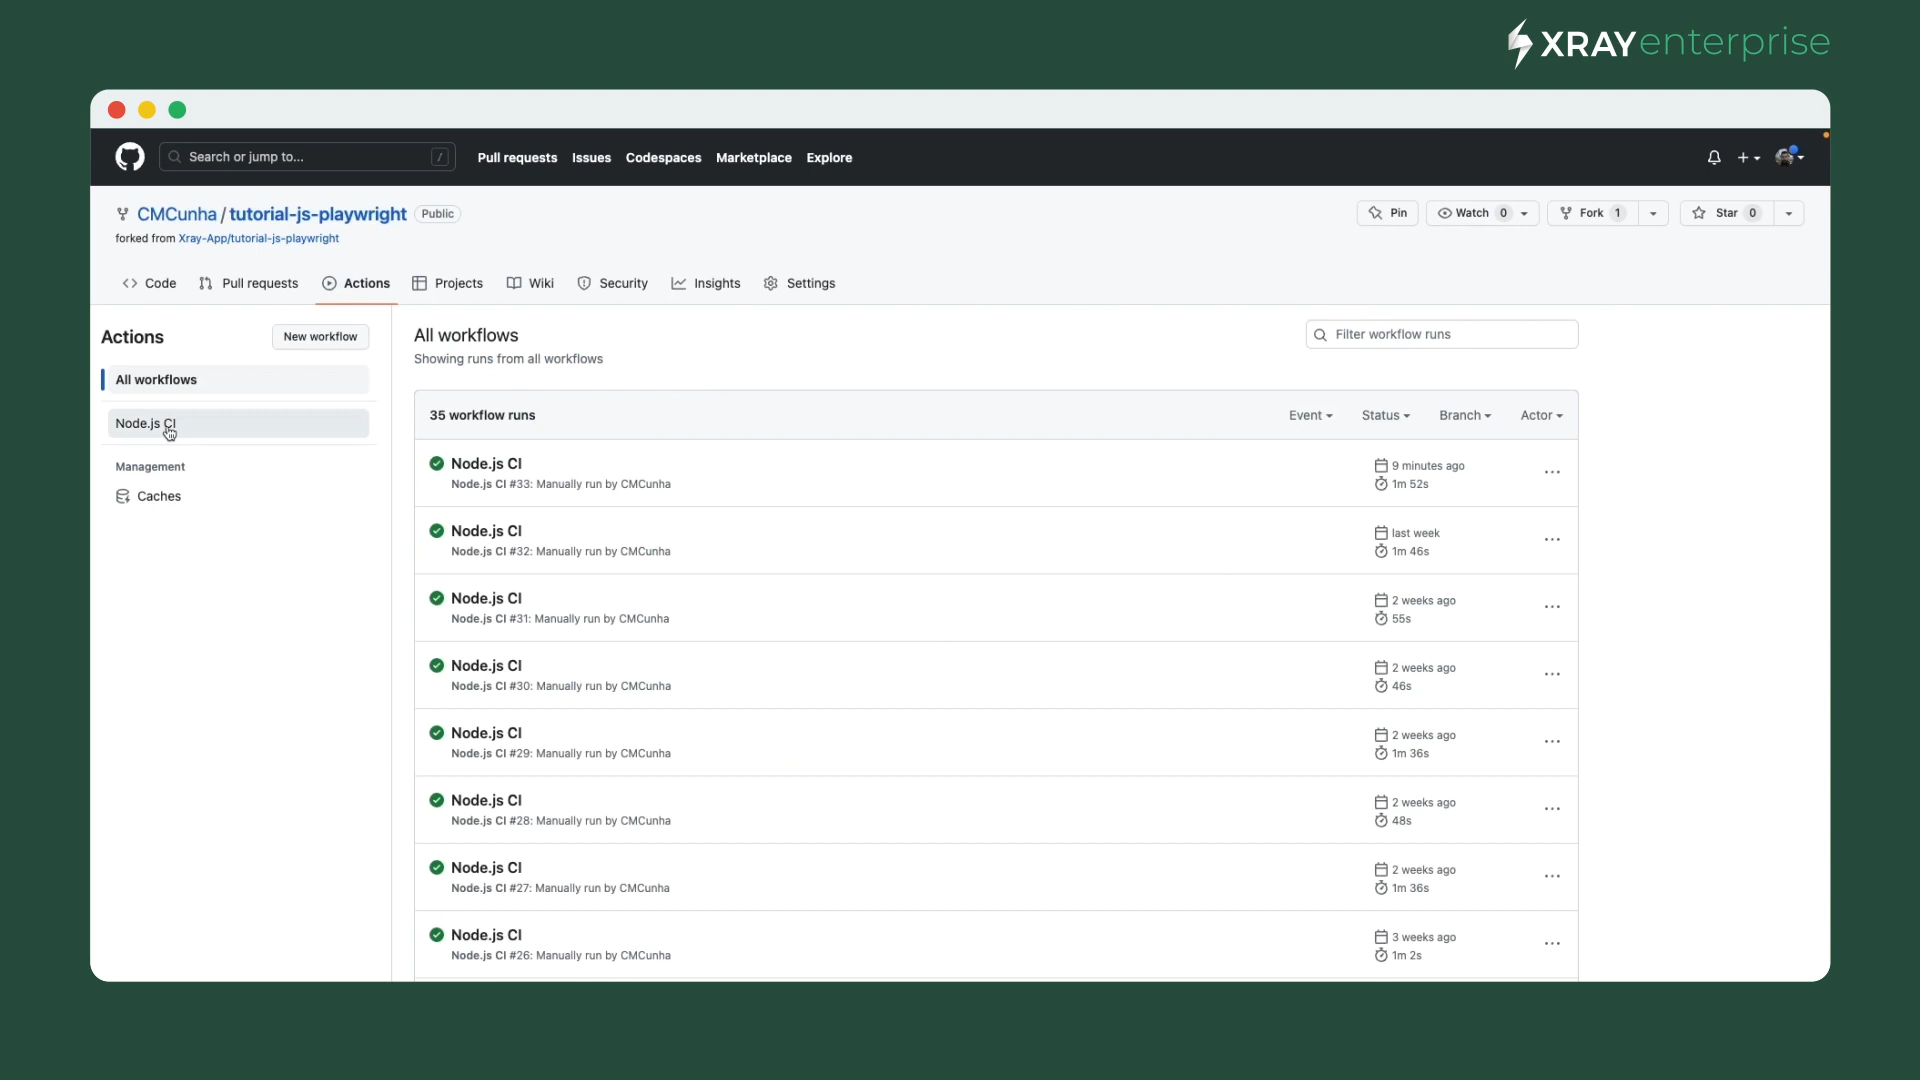 XRAY enterprise
Search or jump to... /
Pull requests Issues Codespaces Marketplace Explore
CMCunha / tutorial-js-playwright Public
Pin Watch 0 Fork 1 Star 0
forked from Xray-App/tutorial-js-playwright
Code Pull requests Actions Projects Wiki Security Insights Settings
Actions
New workflow
All workflows
Node.js CI
Management
Caches
All workflows
Showing runs from all workflows
Filter workflow runs
35 workflow runs
Event Status Branch Actor
Node.js CI
Node.js CI #33: Manually run by CMCunha
9 minutes ago
1m 52s
Node.js CI
Node.js CI #32: Manually run by CMCunha
last week
1m 46s
Node.js CI
Node.js CI #31: Manually run by CMCunha
2 weeks ago
55s
Node.js CI
Node.js CI #30: Manually run by CMCunha
2 weeks ago
46s
Node.js CI
Node.js CI #29: Manually run by CMCunha
2 weeks ago
1m 36s
Node.js CI
Node.js CI #28: Manually run by CMCunha
2 weeks ago
48s
Node.js CI
Node.js CI #27: Manually run by CMCunha
2 weeks ago
1m 36s
Node.js CI
Node.js CI #26: Manually run by CMCunha
3 weeks ago
1m 2s